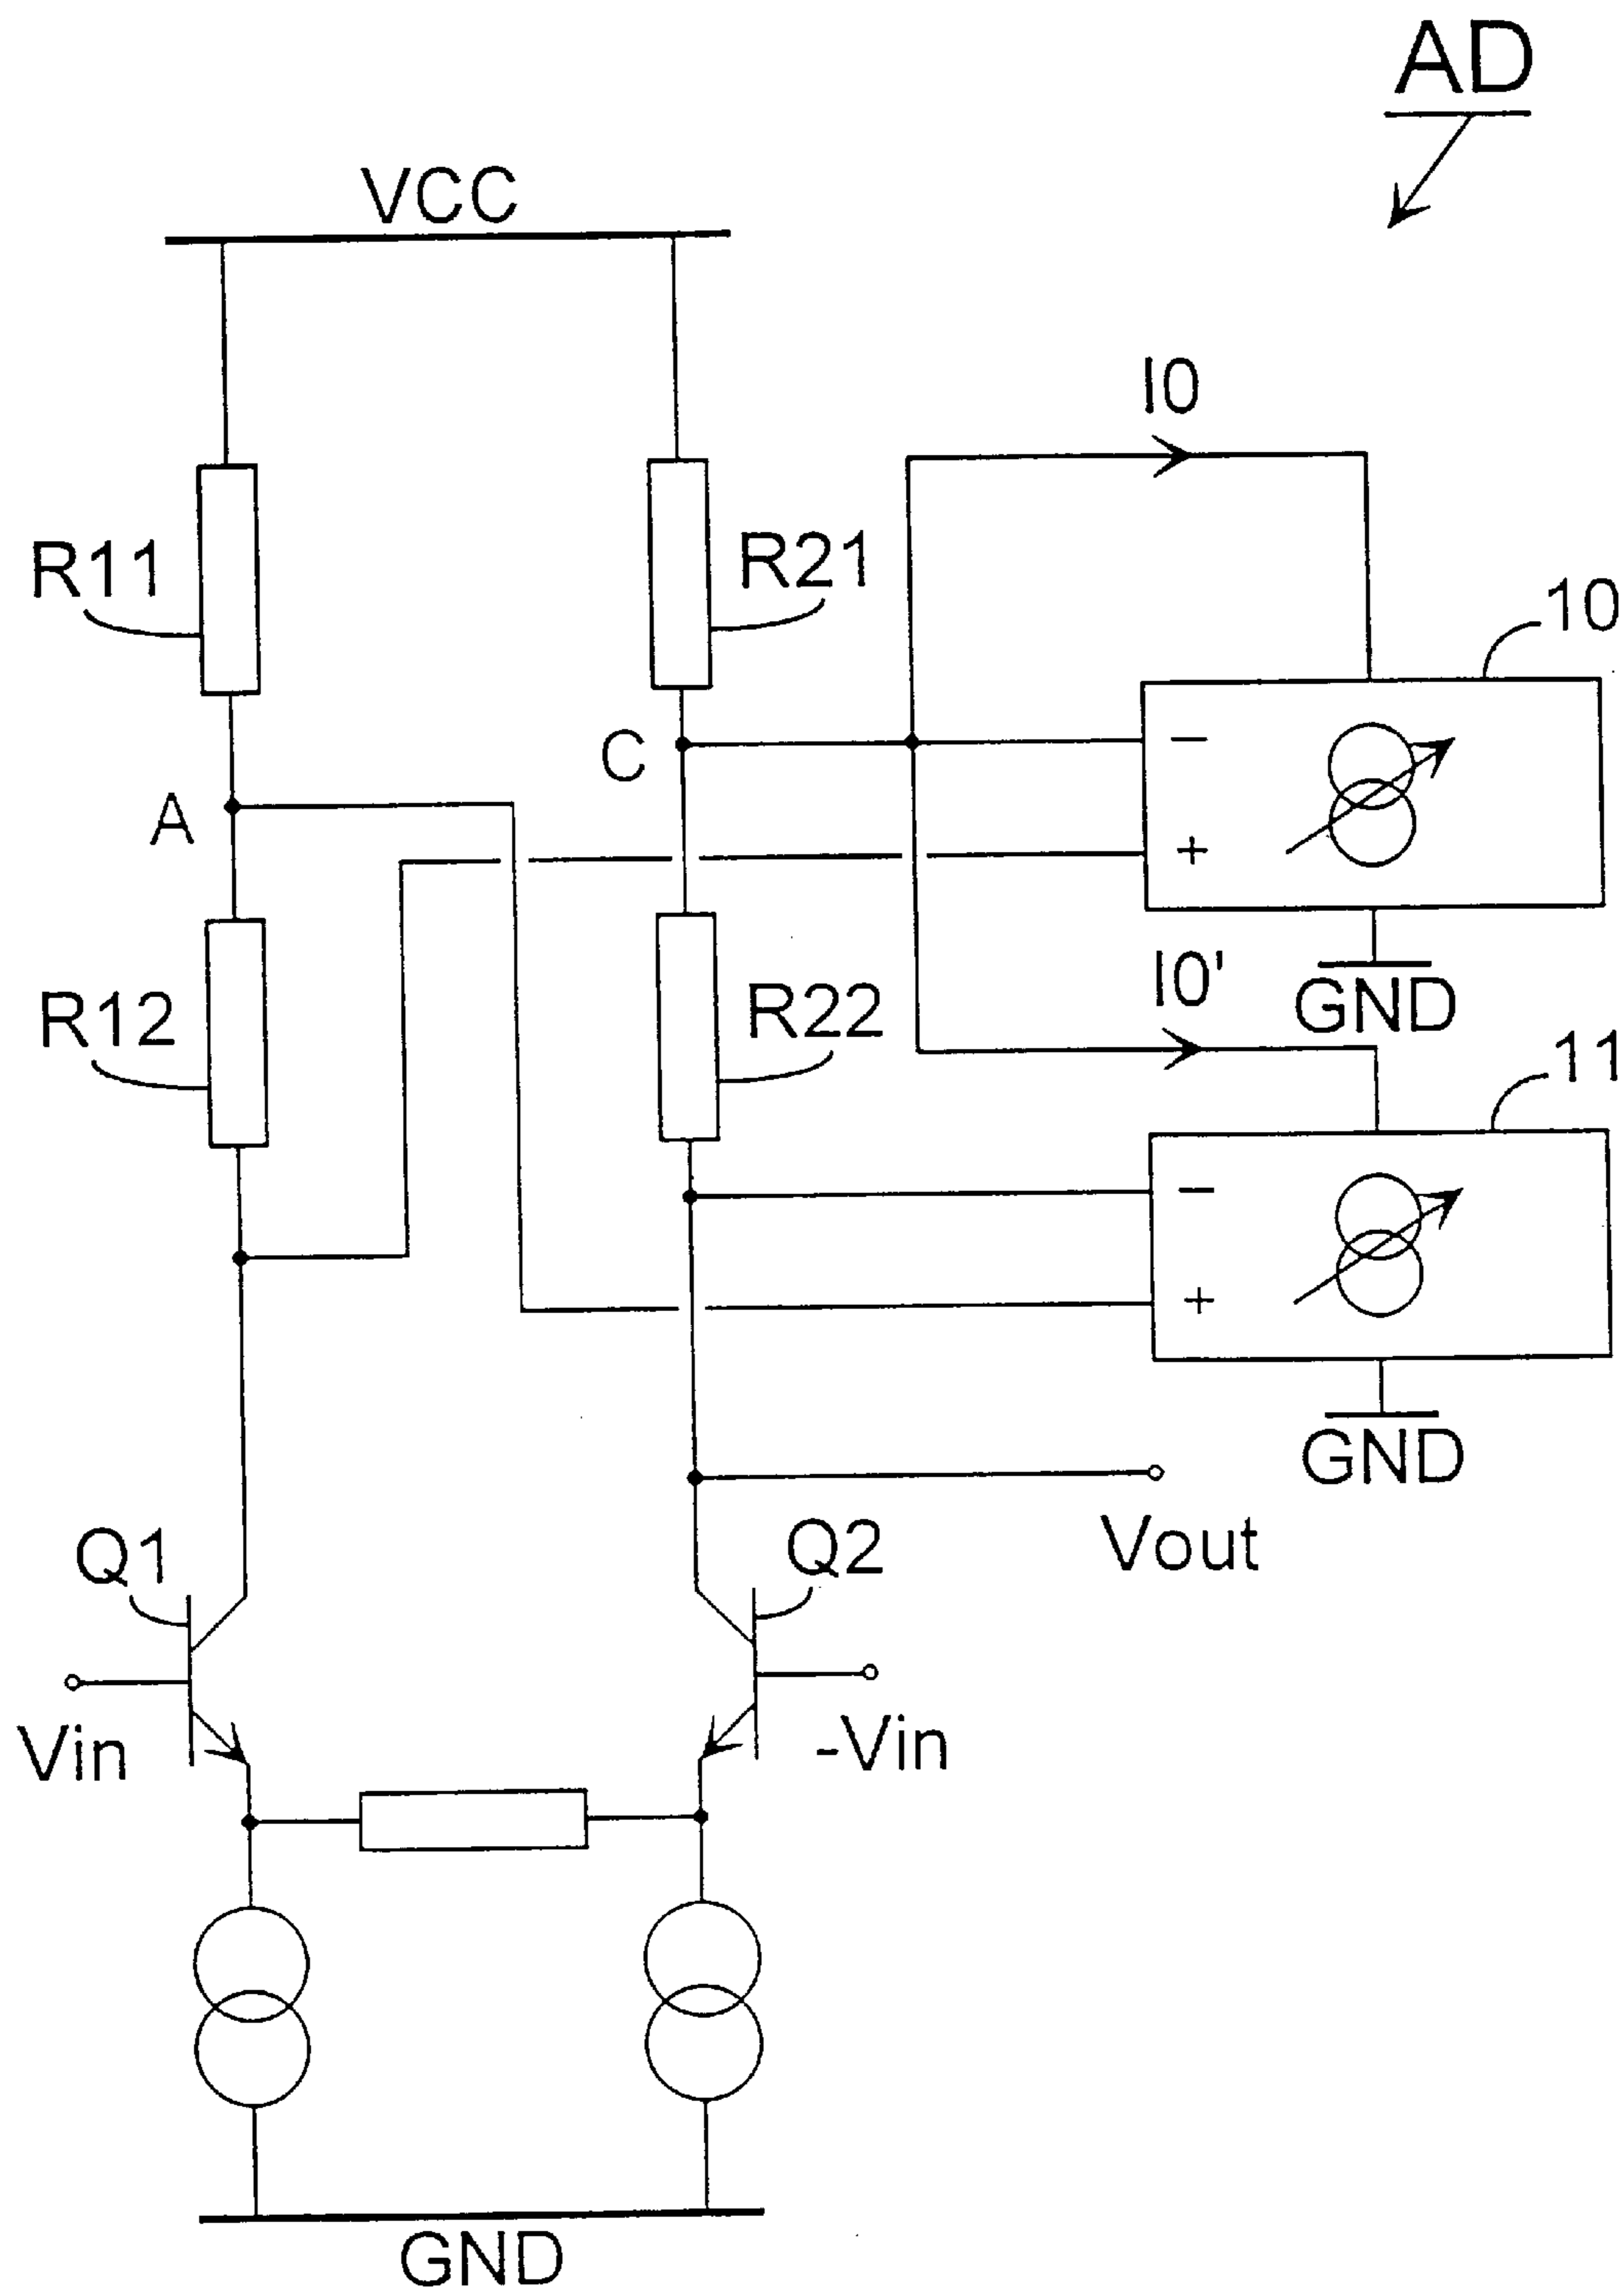 AD
VCC
I0
R11
R21
10
C
−
A
+
R12
R22
I0'
GND
11
−
+
GND
Q1
Q2
Vout
Vin
-Vin
GND